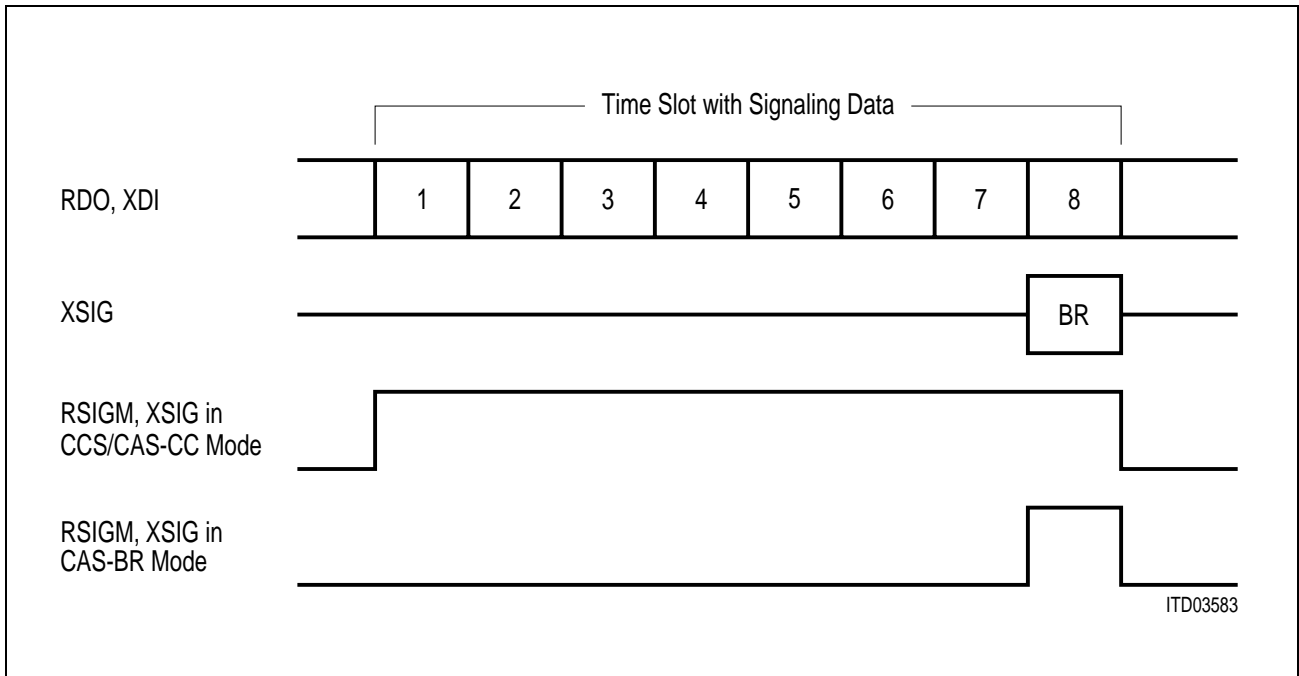 Time Slot with Signaling Data
RDO, XDI
1 2 3 4 5 6 7 8
XSIG
BR
RSIGM, XSIG in
CCS/CAS-CC Mode
RSIGM, XSIG in
CAS-BR Mode
ITD03583